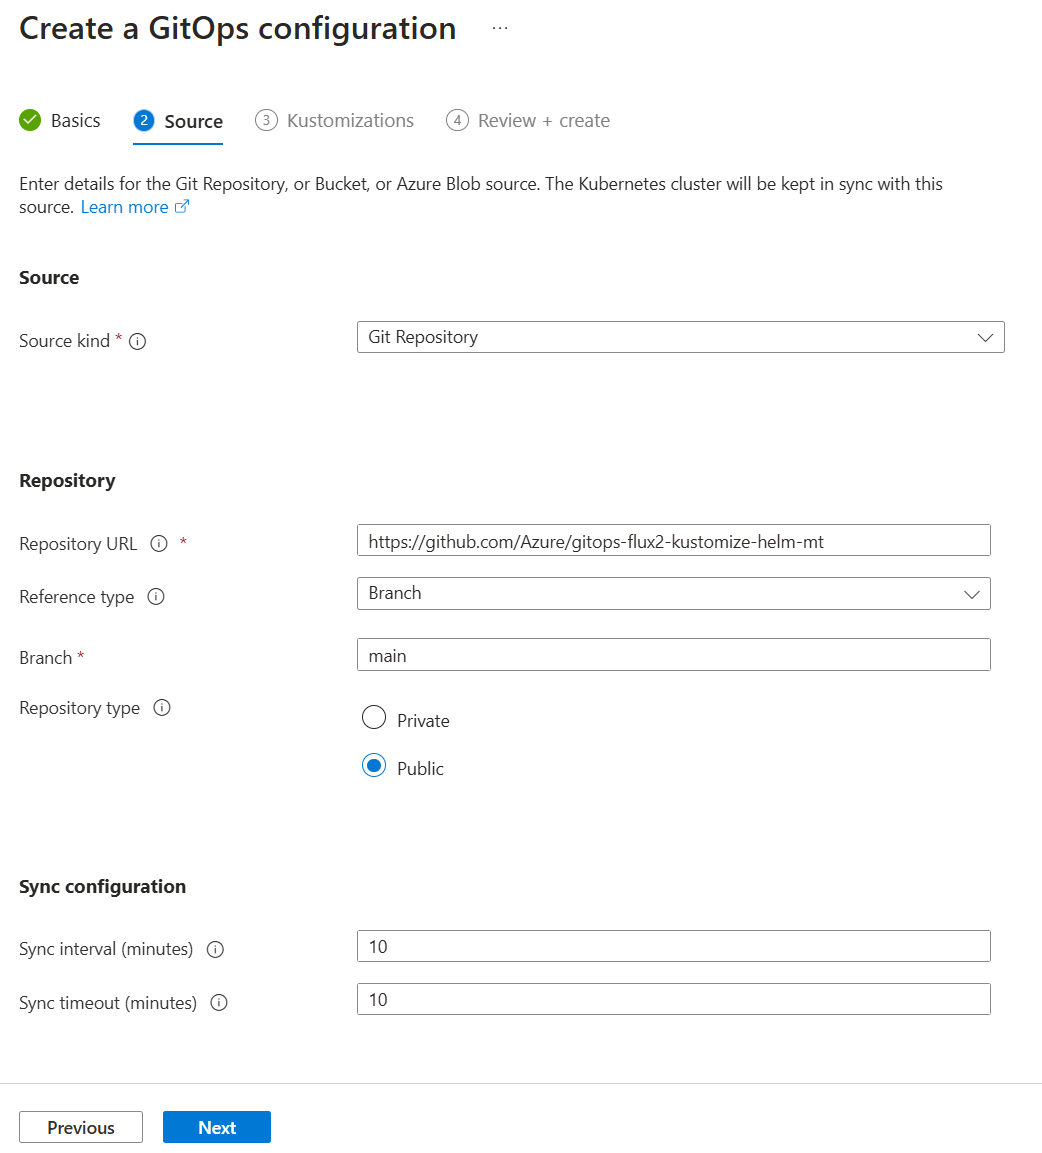 Create a GitOps configuration ...
Basics 2 Source 3 Kustomizations 4 Review + create
Enter details for the Git Repository, or Bucket, or Azure Blob source. The Kubernetes cluster will be kept in sync with this
source. Learn more
Source
Source kind * Git Repository
Repository
Repository URL * https://github.com/Azure/gitops-flux2-kustomize-helm-mt
Reference type Branch
Branch * main
Repository type
Private
Public
Sync configuration
Sync interval (minutes) 10
Sync timeout (minutes) 10
Previous Next